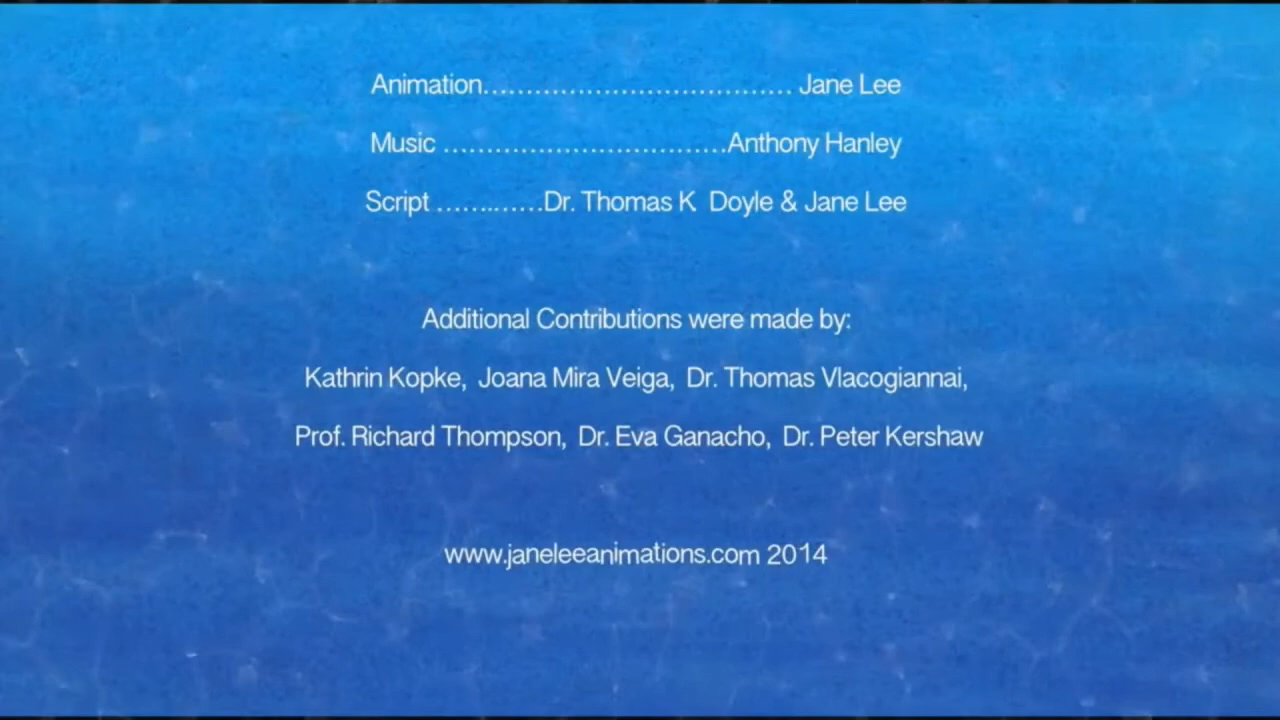 Animation.................................... Jane Lee
Music .................................Anthony Hanley
Script .............Dr. Thomas K Doyle & Jane Lee
Additional Contributions were made by:
Kathrin Kopke, Joana Mira Veiga, Dr. Thomas Vlacogiannai,
Prof. Richard Thompson, Dr. Eva Ganacho, Dr. Peter Kershaw
www.janeleeanimations.com 2014